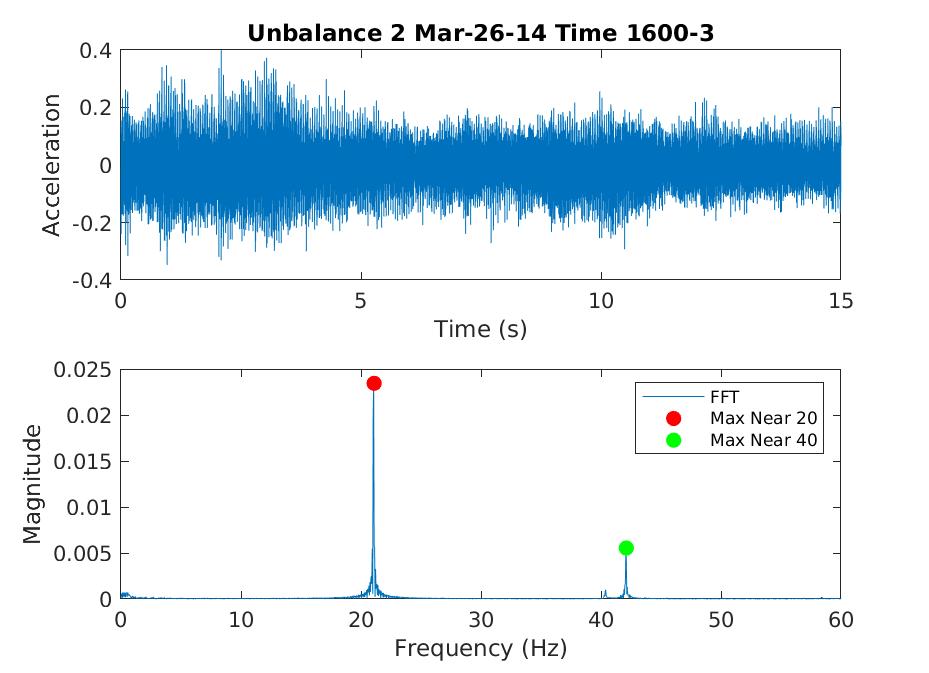 Unbalance 2 Mar-26-14 Time 1600-3
0.4
0.2
0
-0.2
-0.4
Acceleration
0 5 10 15
Time (s)
0.025
0.02
0.015
0.01
0.005
0
Magnitude
FFT
Max Near 20
Max Near 40
0 10 20 30 40 50 60
Frequency (Hz)